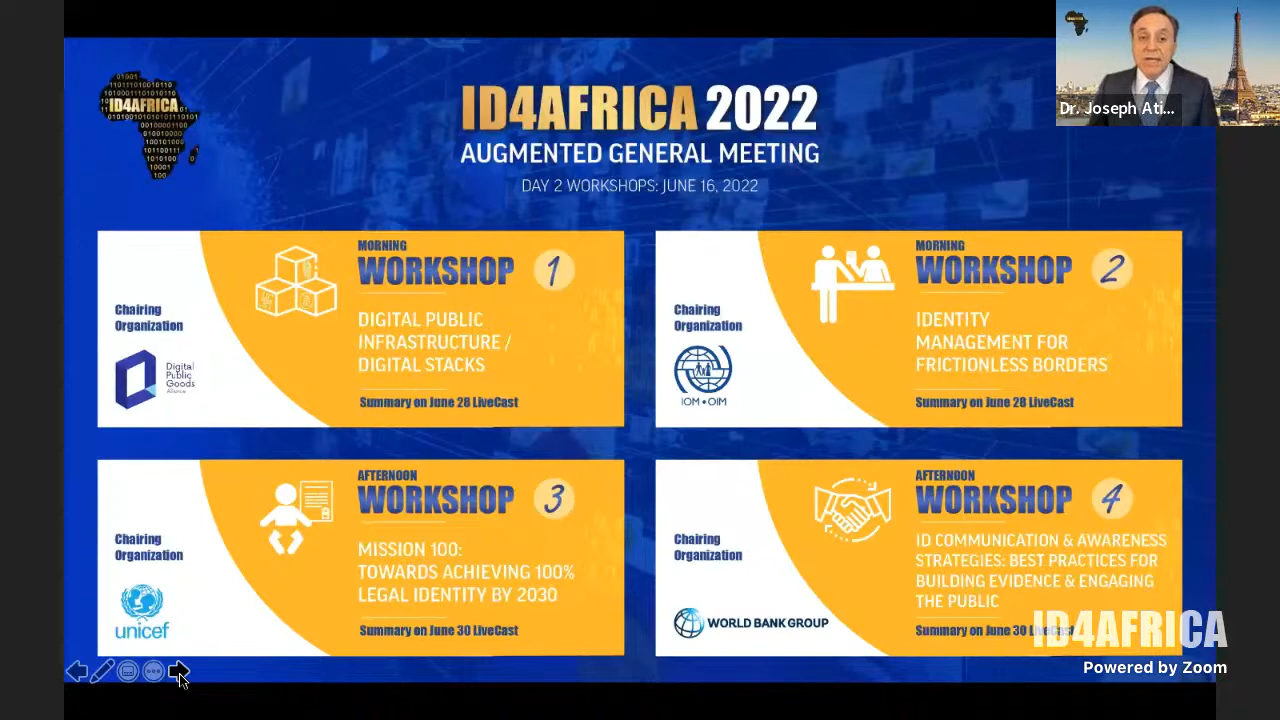 ID4AFRICA
ID4AFRICA 2022
AUGMENTED GENERAL MEETING
DAY 2 WORKSHOPS: JUNE 16, 2022
Dr. Joseph Ati...
MORNING
WORKSHOP 1
Chairing
Organization
Digital
Public
Goods
Alliance
DIGITAL PUBLIC
INFRASTRUCTURE /
DIGITAL STACKS
Summary on June 28 LiveCast
MORNING
WORKSHOP 2
Chairing
Organization
IOM • OIM
IDENTITY
MANAGEMENT FOR
FRICTIONLESS BORDERS
Summary on June 28 LiveCast
AFTERNOON
WORKSHOP 3
Chairing
Organization
unicef
MISSION 100:
TOWARDS ACHIEVING 100%
LEGAL IDENTITY BY 2030
Summary on June 30 LiveCast
AFTERNOON
WORKSHOP 4
Chairing
Organization
WORLD BANK GROUP
ID COMMUNICATION & AWARENESS
STRATEGIES: BEST PRACTICES FOR
BUILDING EVIDENCE & ENGAGING
THE PUBLIC
Summary on June 30 LiveCast
ID4AFRICA
Powered by Zoom